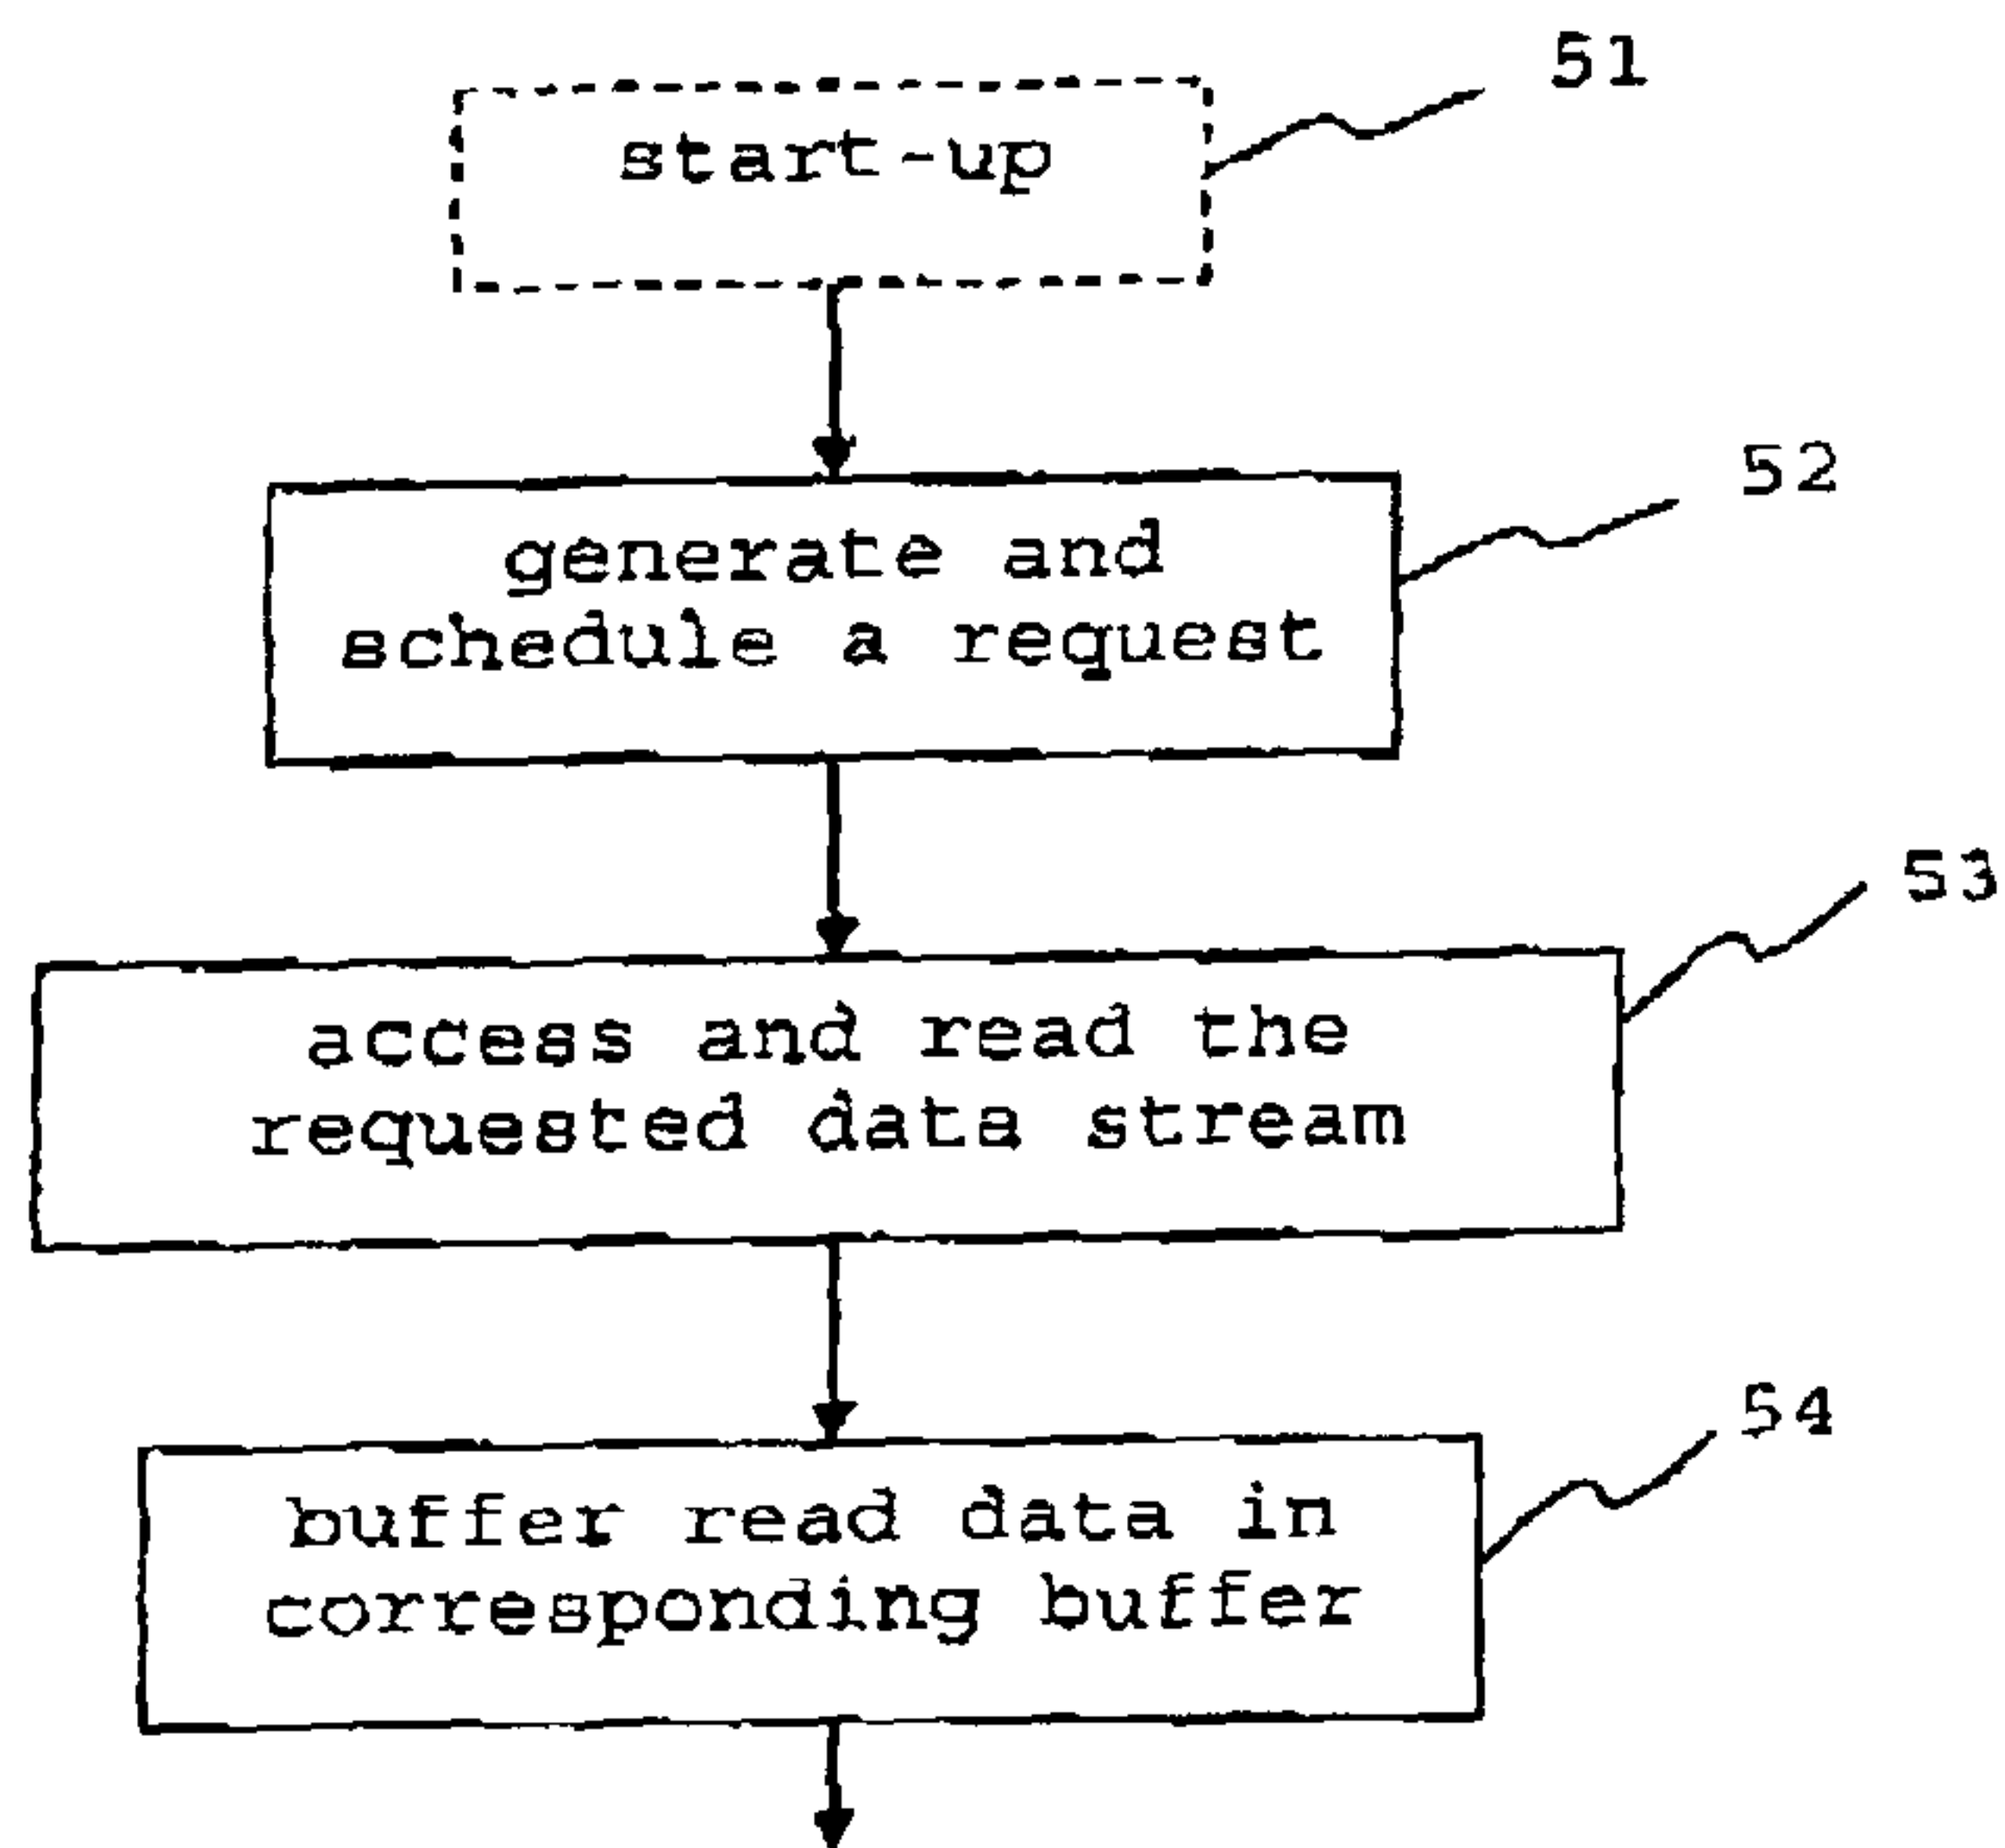 51
start-up
52
generate and
schedule a request
53
access and read the
requested data stream
54
buffer read data in
corresponding buffer